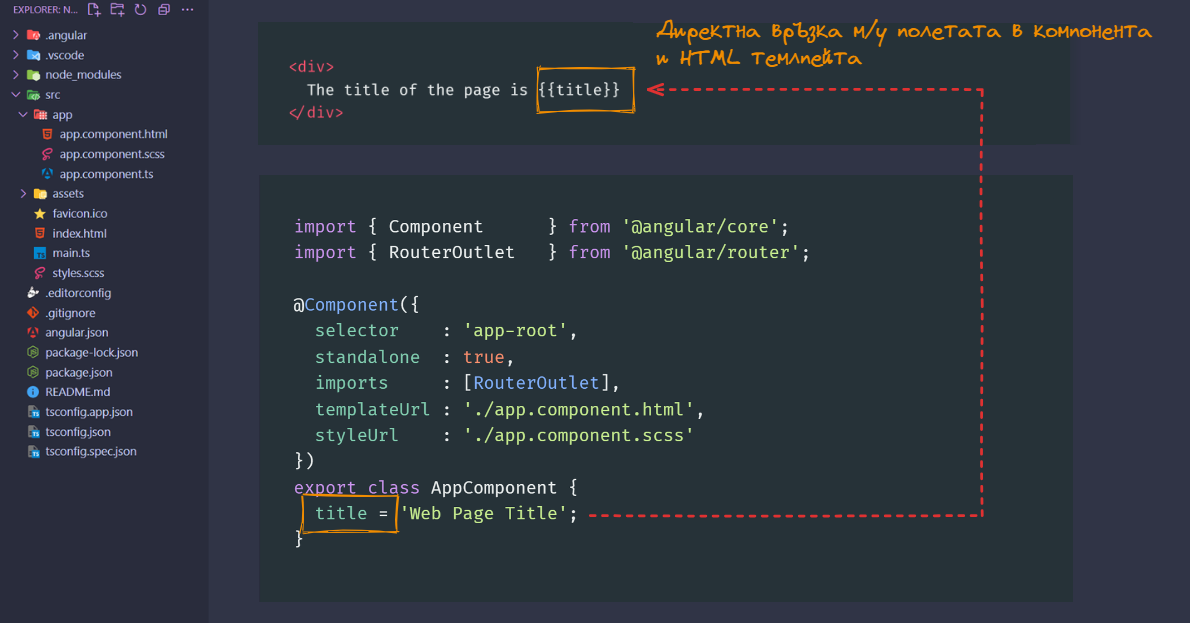 EXPLORER: N...
.angular
.vscode
node_modules
src
app
app.component.html
app.component.scss
app.component.ts
assets
favicon.ico
index.html
main.ts
styles.scss
.editorconfig
.gitignore
angular.json
package-lock.json
package.json
README.md
tsconfig.app.json
tsconfig.json
tsconfig.spec.json
Директна връзка м/у полетата в компонента
и HTML темплейта
<div>
The title of the page is {{title}}
</div>
import { Component } from '@angular/core';
import { RouterOutlet } from '@angular/router';
@Component({
selector : 'app-root',
standalone : true,
imports : [RouterOutlet],
templateUrl : './app.component.html',
styleUrl : './app.component.scss'
})
export class AppComponent {
title = 'Web Page Title';
}